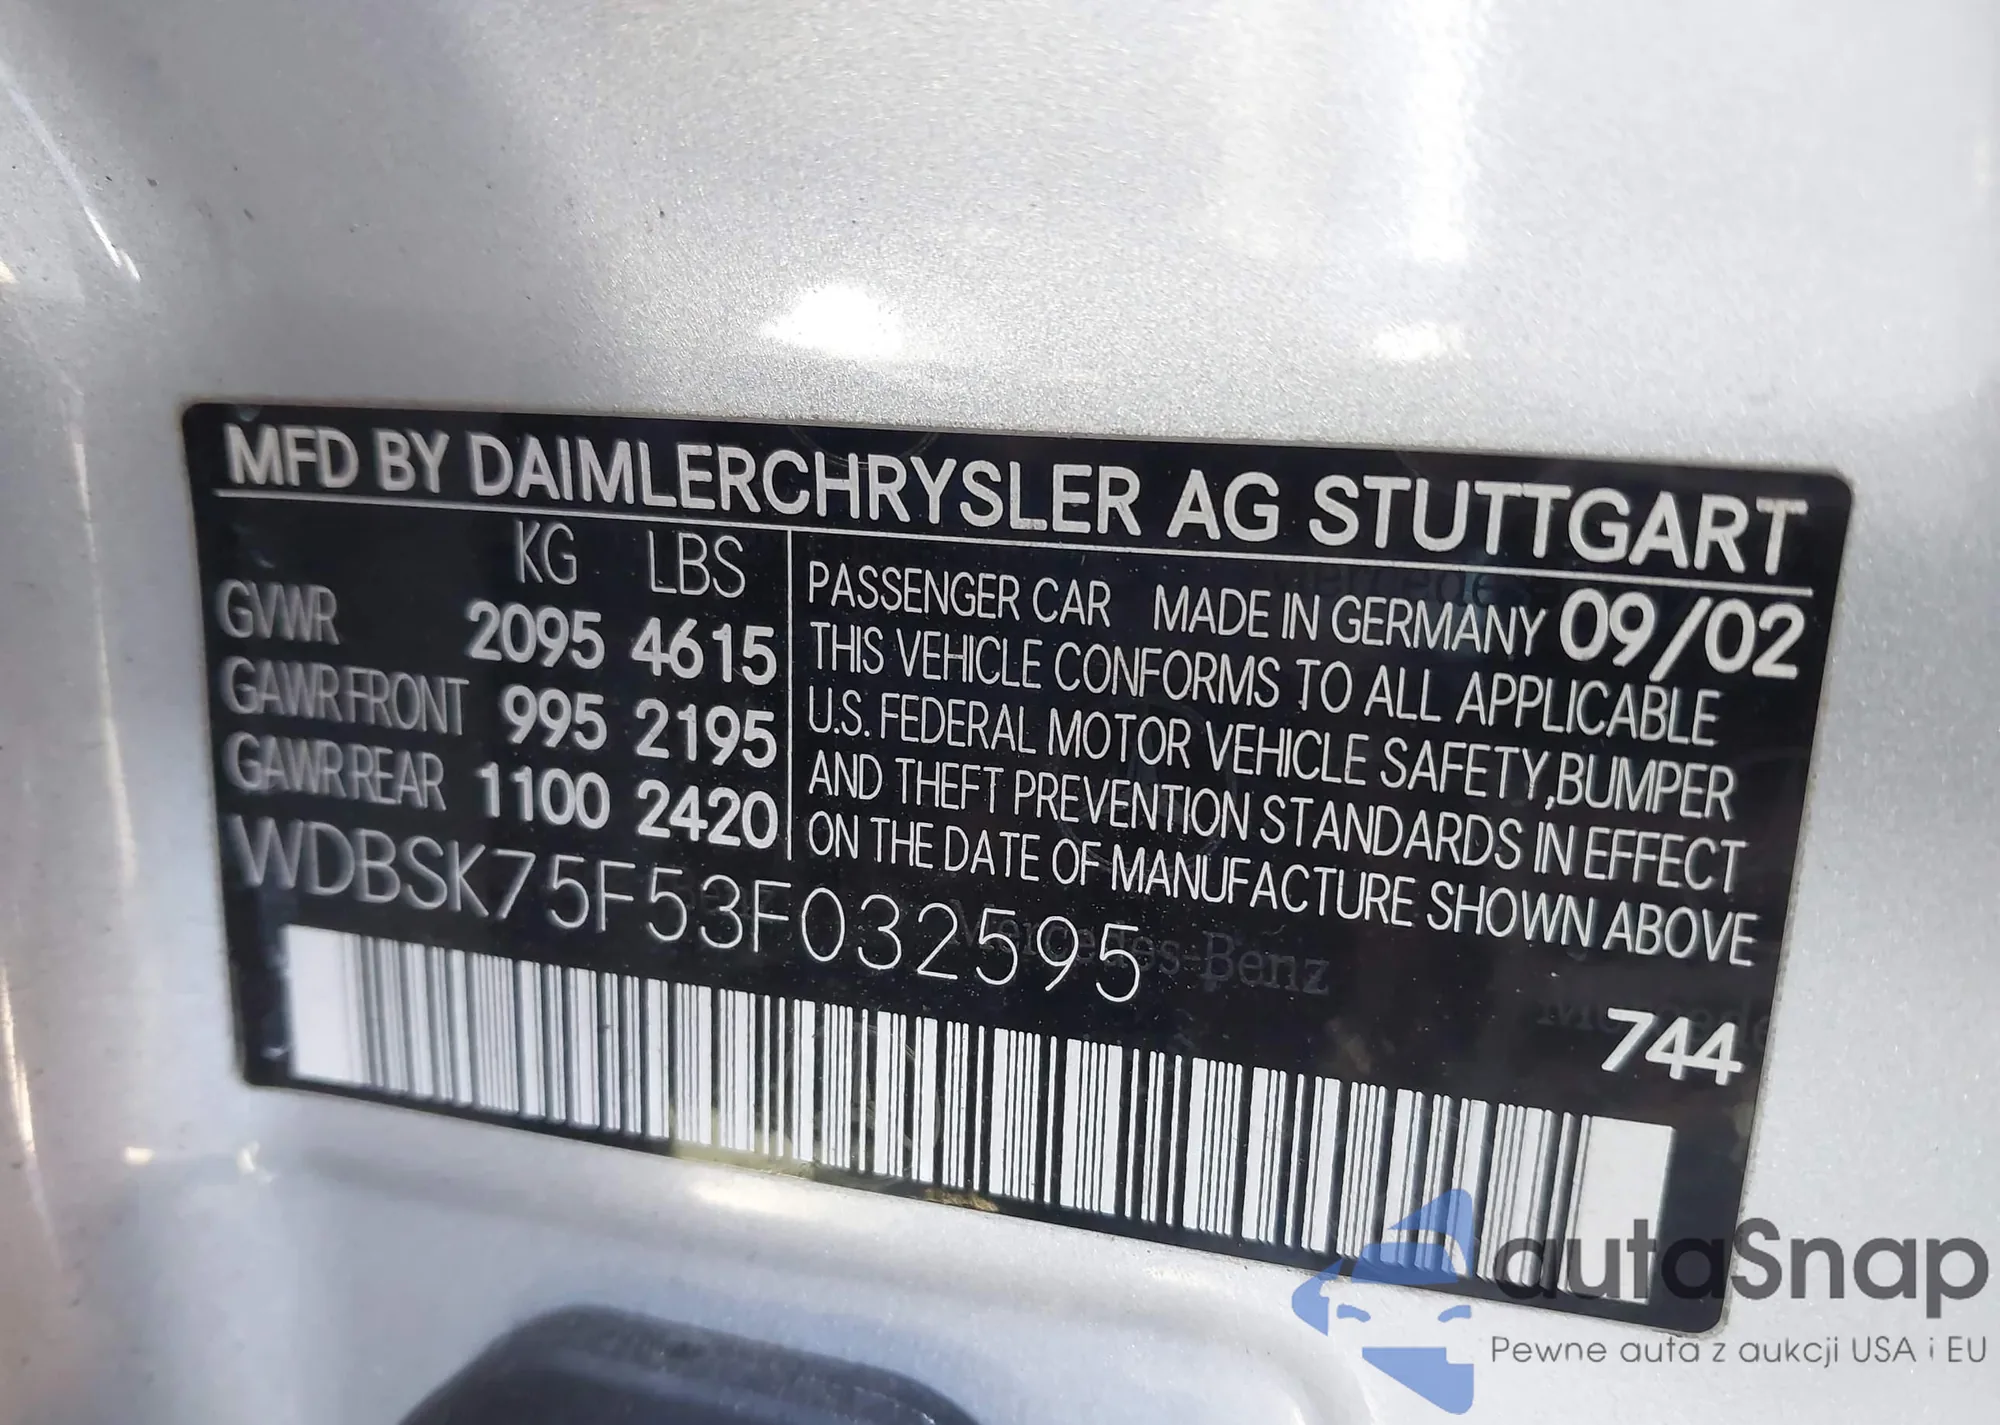 MFD BY DAIMLERCHRYSLER AG STUTTGART
KG LBS
GVWR 2095 4615
GAWR FRONT 995 2195
GAWR REAR 1100 2420
PASSENGER CAR MADE IN GERMANY 09/02
THIS VEHICLE CONFORMS TO ALL APPLICABLE
U.S. FEDERAL MOTOR VEHICLE SAFETY, BUMPER
AND THEFT PREVENTION STANDARDS IN EFFECT
ON THE DATE OF MANUFACTURE SHOWN ABOVE
WDBSK75F53F032595
Mercedes-Benz
744
autaSnap
Pewne auta z aukcji USA i EU